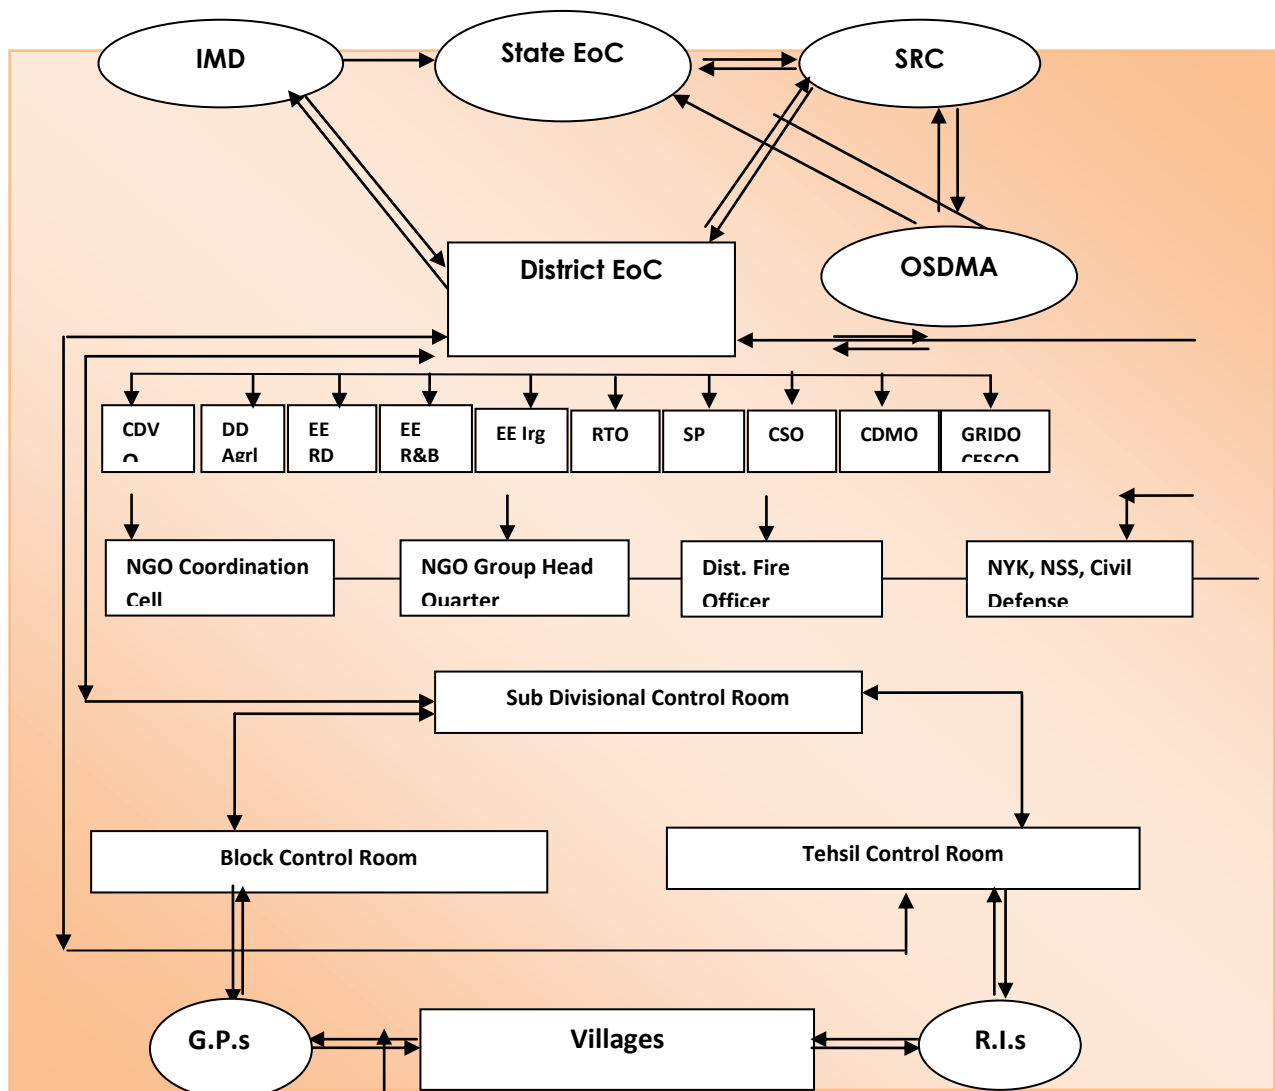 IMD
State EoC
SRC
District EoC
OSDMA
CDV
O
DD
Agrl
EE
RD
EE
R&B
EE Irg
RTO
SP
CSO
CDMO
GRIDO
CESCO
NGO Coordination
Cell
NGO Group Head
Quarter
Dist. Fire
Officer
NYK, NSS, Civil
Defense
Sub Divisional Control Room
Block Control Room
Tehsil Control Room
G.P.s
Villages
R.I.s